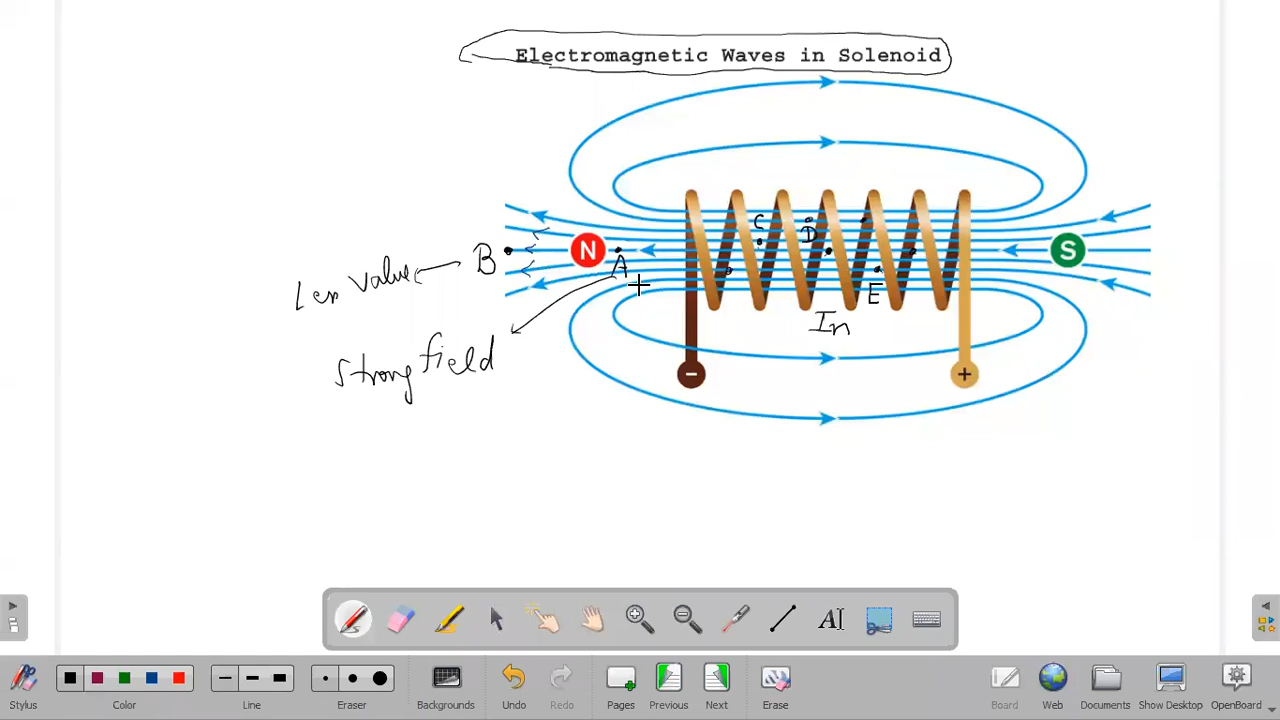 Electromagnetic Waves in Solenoid
C
D
B
N
A
S
Less value
E
In
Strong field
-
+
Stylus
Color
Line
Eraser
Backgrounds
Undo
Redo
Pages
Previous
Next
Erase
Board
Web
Documents
Show Desktop
OpenBoard